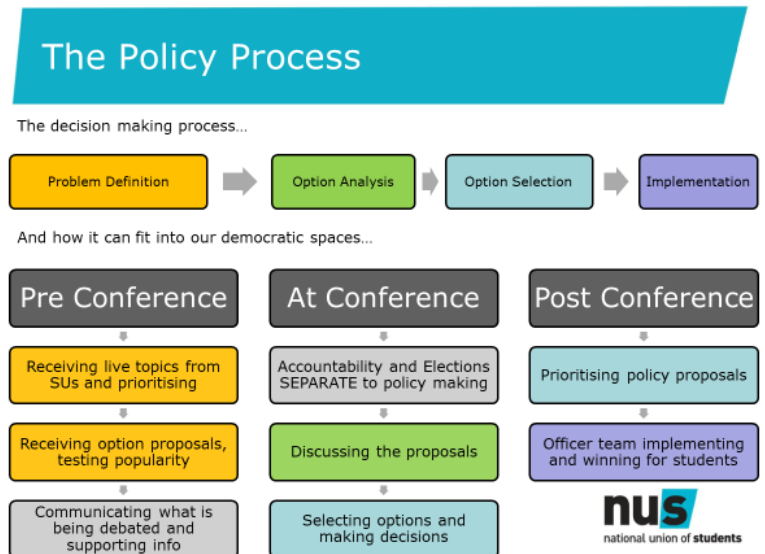 The Policy Process
The decision making process...
Problem Definition
Option Analysis
Option Selection
Implementation
And how it can fit into our democratic spaces...
Pre Conference
Receiving live topics from
SUs and prioritising
Receiving option proposals,
testing popularity
Communicating what is
being debated and
supporting info
At Conference
Accountability and Elections
SEPARATE to policy making
Discussing the proposals
Selecting options and
making decisions
Post Conference
Prioritising policy proposals
Officer team implementing
and winning for students
nus
national union of students